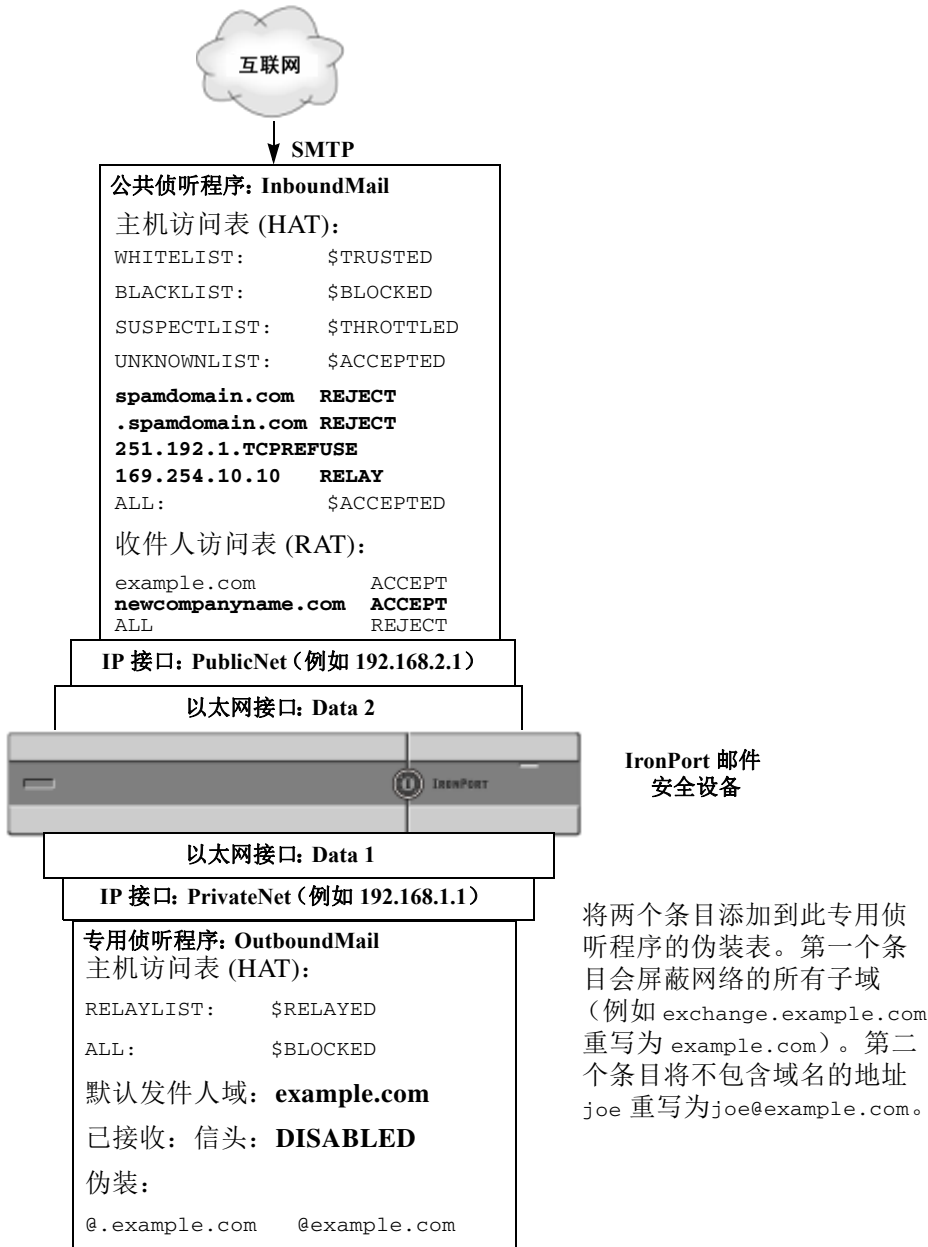 互联网
SMTP
公共侦听程序: InboundMail
主机访问表 (HAT):
WHITELIST: $TRUSTED
BLACKLIST: $BLOCKED
SUSPECTLIST: $THROTTLED
UNKNOWNLIST: $ACCEPTED
spamdomain.com REJECT
.spamdomain.com REJECT
251.192.1.TCPREFUSE
169.254.10.10 RELAY
ALL: $ACCEPTED
收件人访问表 (RAT):
example.com ACCEPT
newcompanyname.com ACCEPT
ALL REJECT
IP 接口: PublicNet（例如 192.168.2.1）
以太网接口: Data 2
IRONPORT
IronPort 邮件
安全设备
以太网接口: Data 1
IP 接口: PrivateNet（例如 192.168.1.1）
专用侦听程序: OutboundMail
主机访问表 (HAT):
RELAYLIST: $RELAYED
ALL: $BLOCKED
默认发件人域：example.com
已接收：信头：DISABLED
伪装：
@.example.com @example.com
将两个条目添加到此专用侦
听程序的伪装表。第一个条
目会屏蔽网络的所有子域
（例如 exchange.example.com
重写为 example.com）。第二
个条目将不包含域名的地址
joe 重写为joe@example.com。